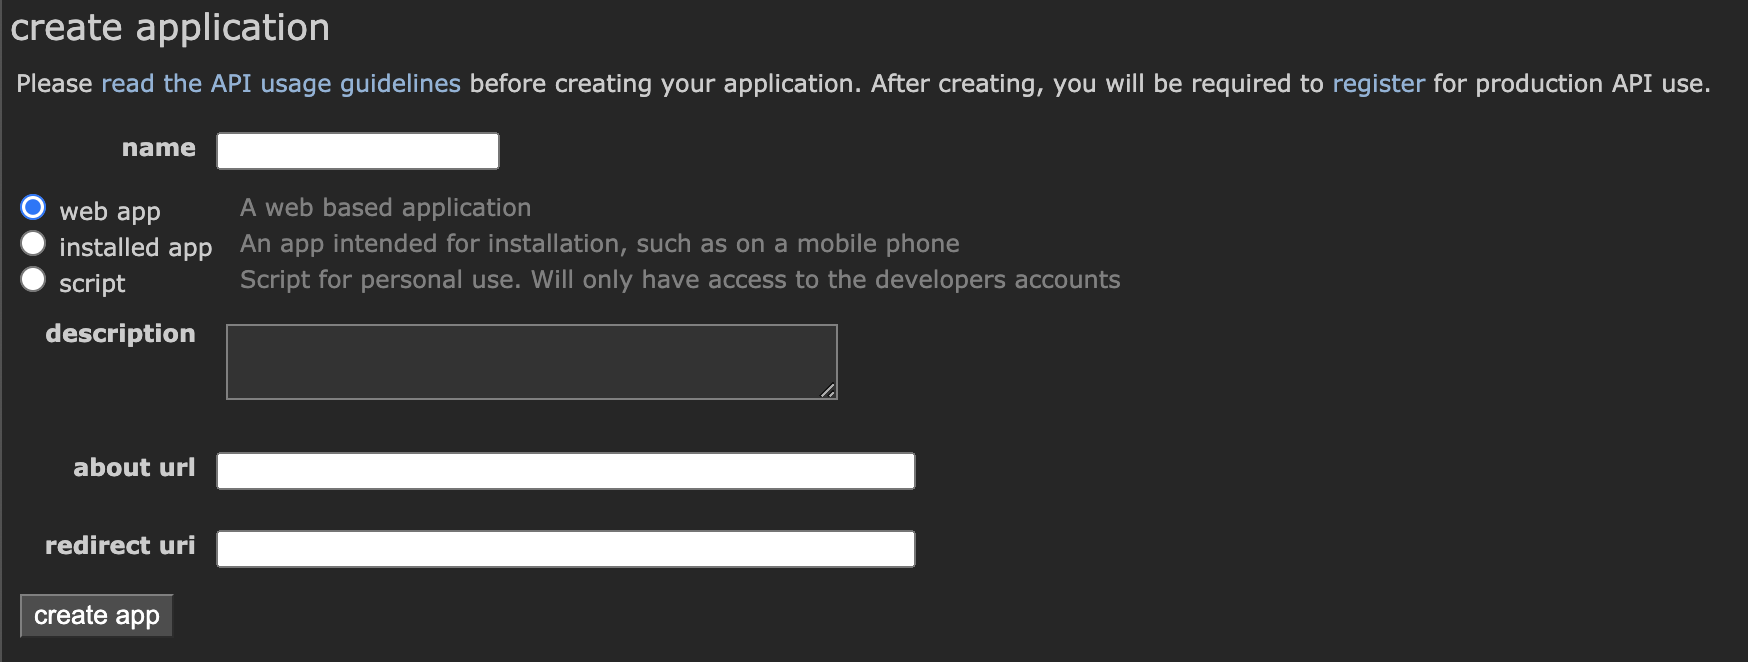 create application
Please read the API usage guidelines before creating your application. After creating, you will be required to register for production API use.
name
web app A web based application
installed app An app intended for installation, such as on a mobile phone
script Script for personal use. Will only have access to the developers accounts
description
about url
redirect uri
create app